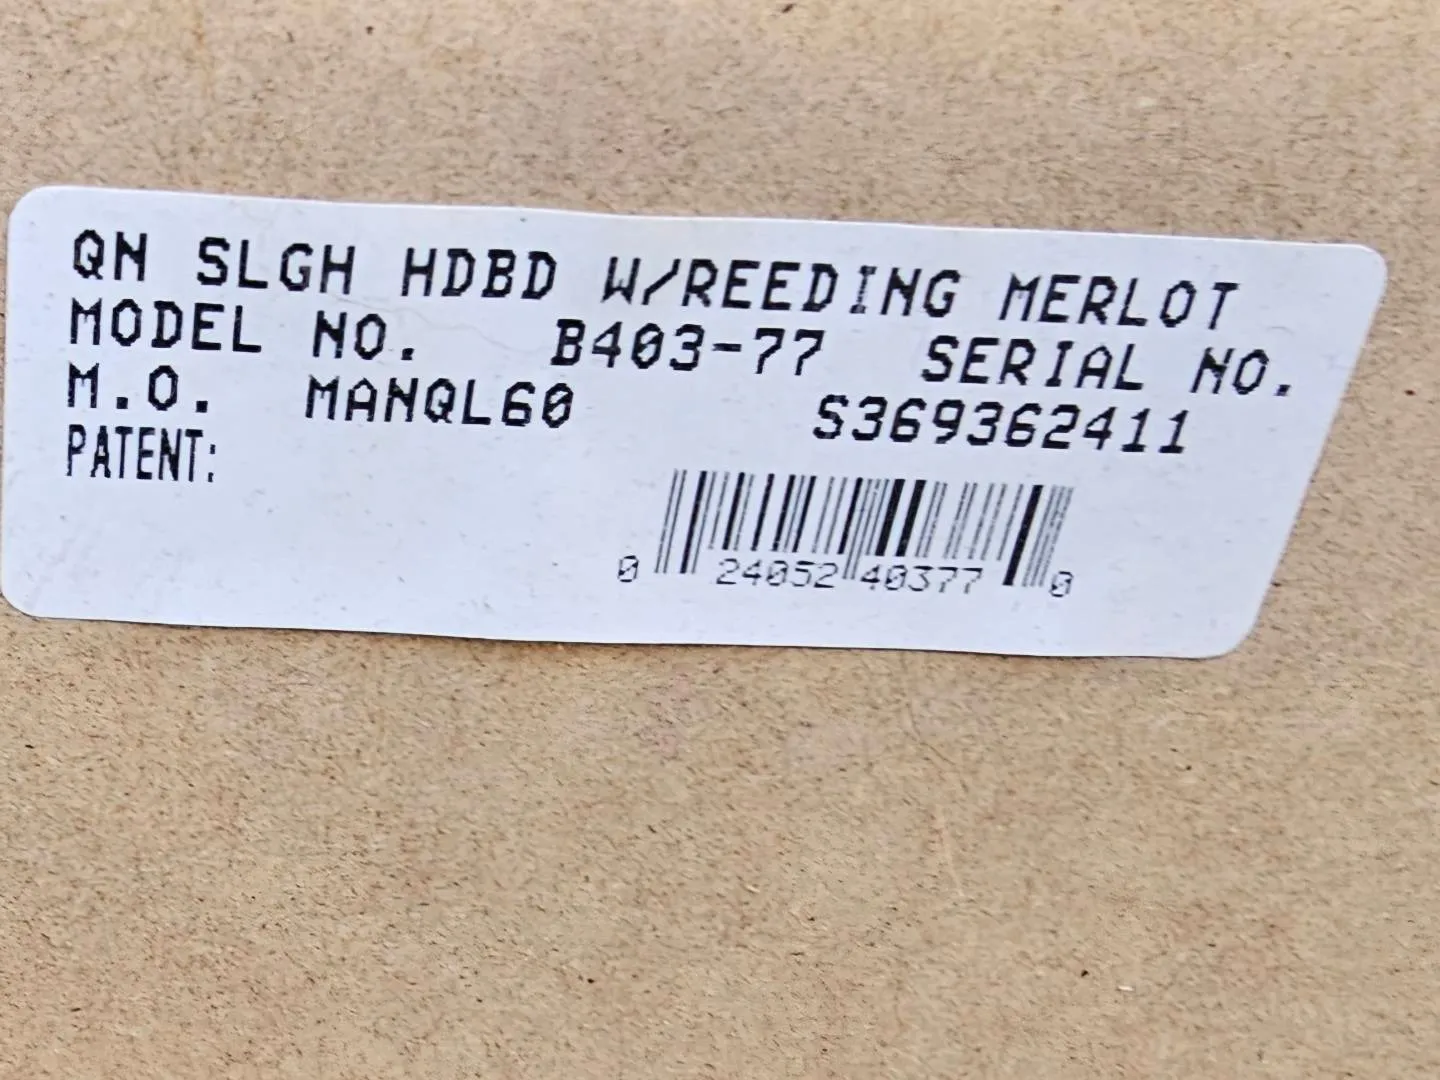 QN SLGH HDBD W/REEDING MERLOT
MODEL NO. B403-77 SERIAL NO.
M.O. MANQL60 S369362411
PATENT:
0 24052 40377 0